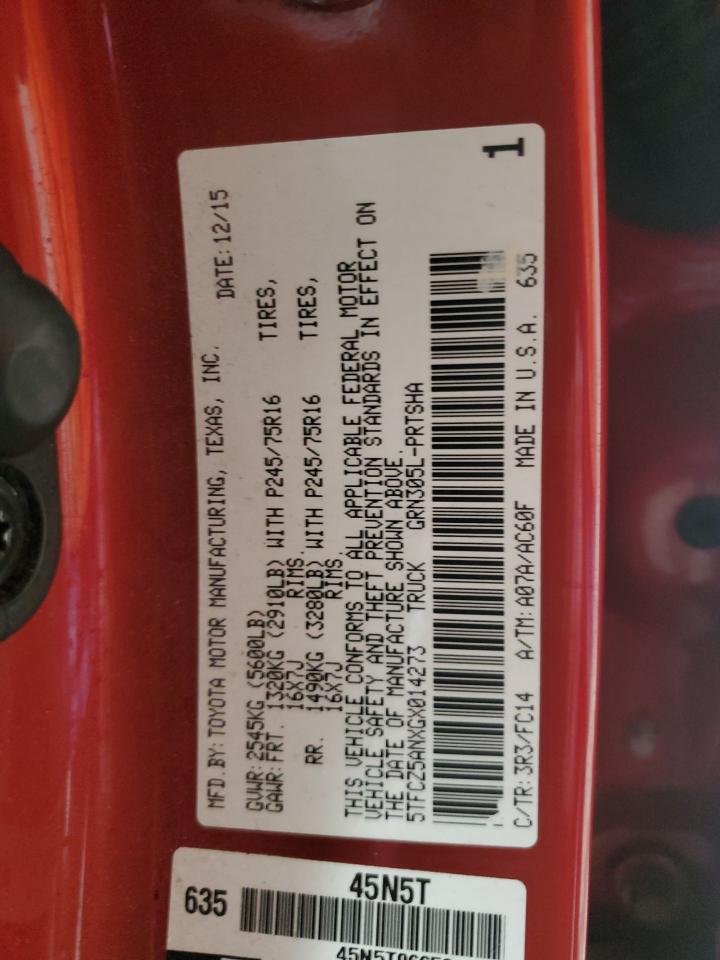 MFD.BY:TOYOTA MOTOR MANUFACTURING, TEXAS, INC. DATE:12/15
GVWR:2545KG (5600LB)
GAWR:FRT. 1320KG (2910LB) WITH P245/75R16 TIRES,
16X7J RIMS.
RR. 1490KG (3280LB) WITH P245/75R16 TIRES,
16X7J RIMS
THIS VEHICLE CONFORMS TO ALL APPLICABLE FEDERAL MOTOR
VEHICLE SAFETY AND THEFT PREVENTION STANDARDS IN EFFECT ON
THE DATE OF MANUFACTURE SHOWN ABOVE.
5TFCZ5ANXGX014273 TRUCK GRN305L-PRTSHA
C/TR:3R3/FC14 A/TM:A07A/AC60F MADE IN U.S.A. 635
1
635
45N5T